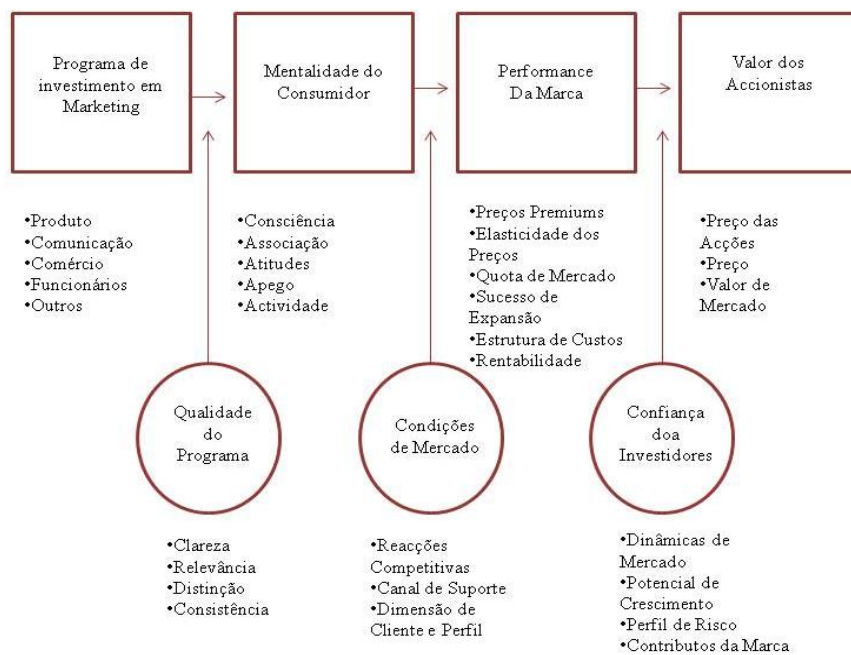 Programa de
investimento em
Marketing
Mentalidade do
Consumidor
Performance
Da Marca
Valor dos
Accionistas
•Produto
•Comunicação
•Comércio
•Funcionários
•Outros
•Consciência
•Associação
•Atitudes
•Apego
•Actividade
•Preços Premiums
•Elasticidade dos
Preços
•Quota de Mercado
•Sucesso de
Expansão
•Estrutura de Custos
•Rentabilidade
•Preço das
Acções
•Preço
•Valor de
Mercado
Qualidade
do
Programa
Condições
de Mercado
Confiança
doa
Investidores
•Clareza
•Relevância
•Distinção
•Consistência
•Reacções
Competitivas
•Canal de Suporte
•Dimensão de
Cliente e Perfil
•Dinâmicas de
Mercado
•Potencial de
Crescimento
•Perfil de Risco
•Contributos da Marca